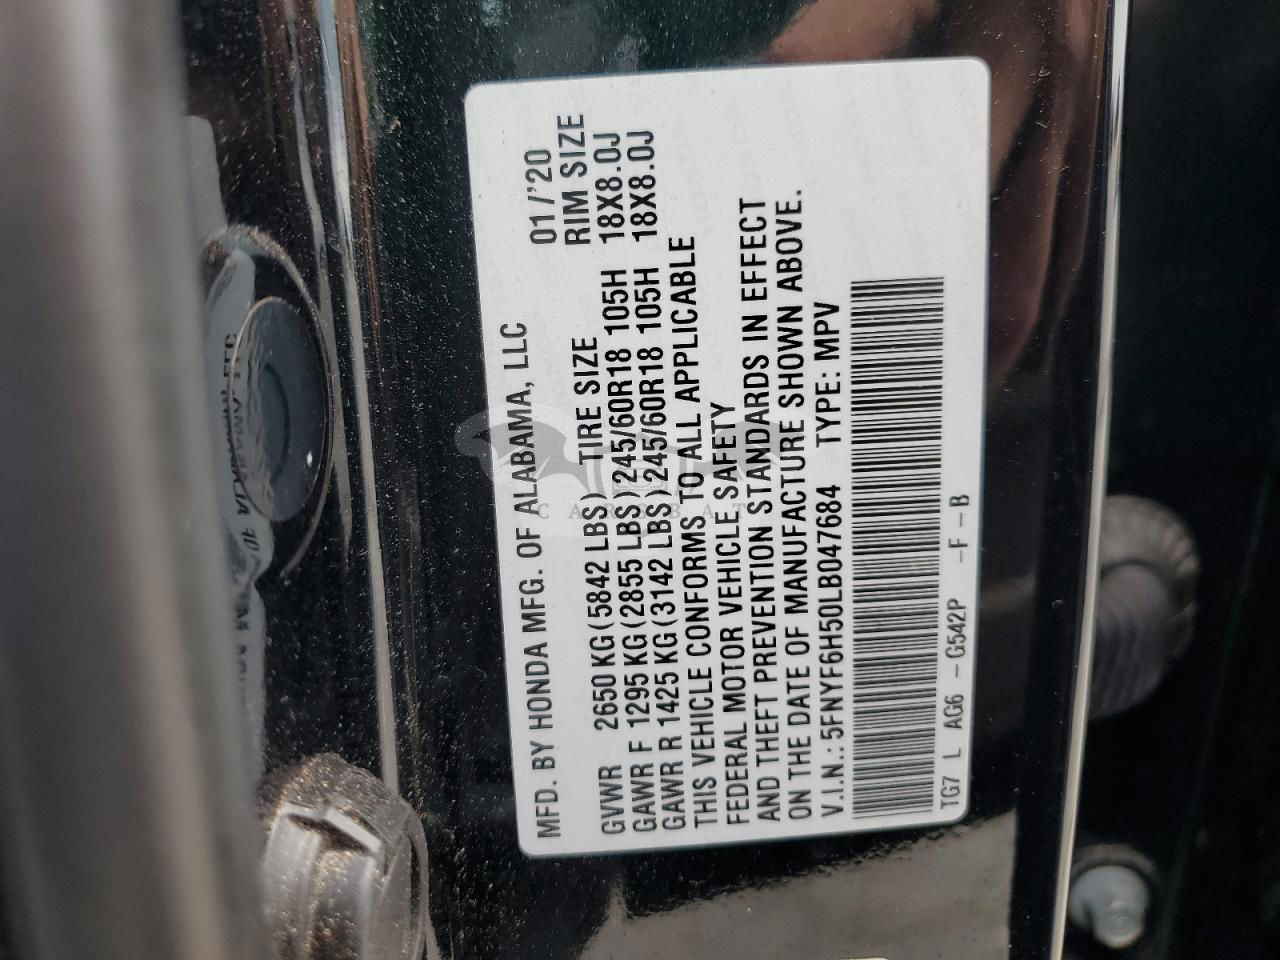 MFD. BY HONDA MFG. OF ALABAMA, LLC 01/'20
GVWR 2650 KG (5842 LBS) TIRE SIZE RIM SIZE
GAWR F 1295 KG (2855 LBS) 245/60R18 105H 18X8.0J
GAWR R 1425 KG (3142 LBS) 245/60R18 105H 18X8.0J
THIS VEHICLE CONFORMS TO ALL APPLICABLE
FEDERAL MOTOR VEHICLE SAFETY
AND THEFT PREVENTION STANDARDS IN EFFECT
ON THE DATE OF MANUFACTURE SHOWN ABOVE.
V.I.N.: 5FNYF6H50LB047684 TYPE: MPV
TG7 L AG6 - G542P -F-B
CARSBAT